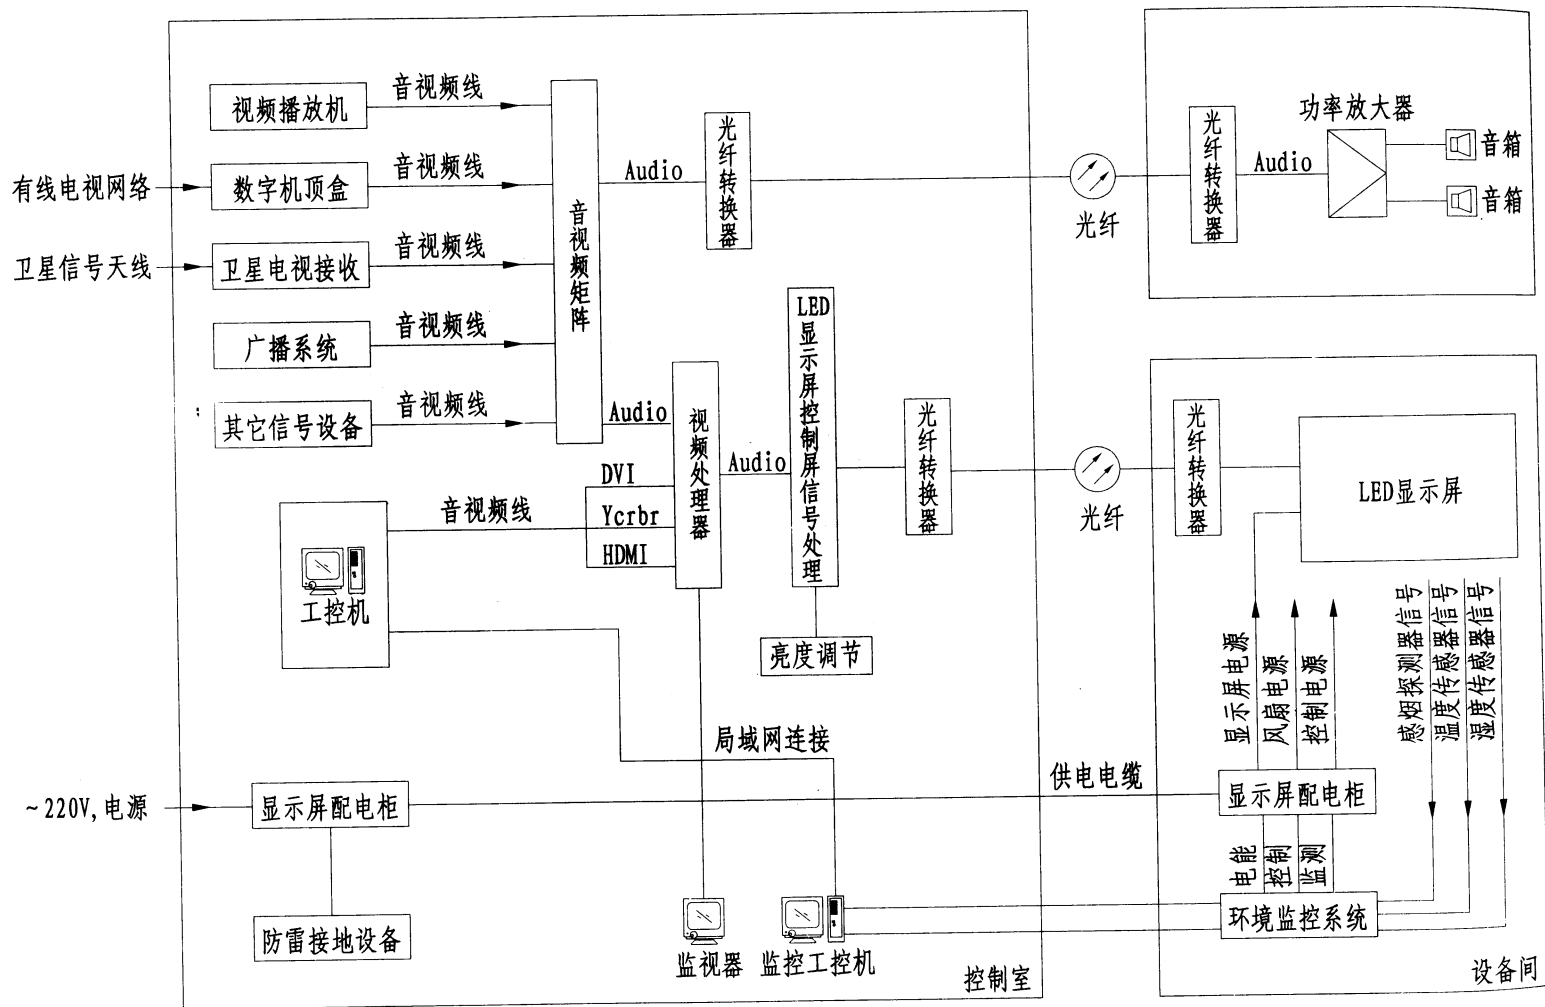 视频播放机
音视频线
有线电视网络
数字机顶盒
音视频线
卫星信号天线
卫星电视接收
音视频线
广播系统
音视频线
其它信号设备
音视频线
音视频矩阵
Audio
光纤转换器
光纤
光纤转换器
Audio
功率放大器
音箱
音箱
Audio
视频处理器
Audio
LED显示屏控制屏信号处理
光纤转换器
光纤
光纤转换器
LED显示屏
工控机
音视频线
DVI
Ycrbr
HDMI
亮度调节
局域网连接
显示屏电源
风扇电源
控制电源
感烟探测器信号
温度传感器信号
湿度传感器信号
~220V,电源
显示屏配电柜
供电电缆
显示屏配电柜
电能
控制
监测
防雷接地设备
监视器
监控工控机
环境监控系统
控制室
设备间